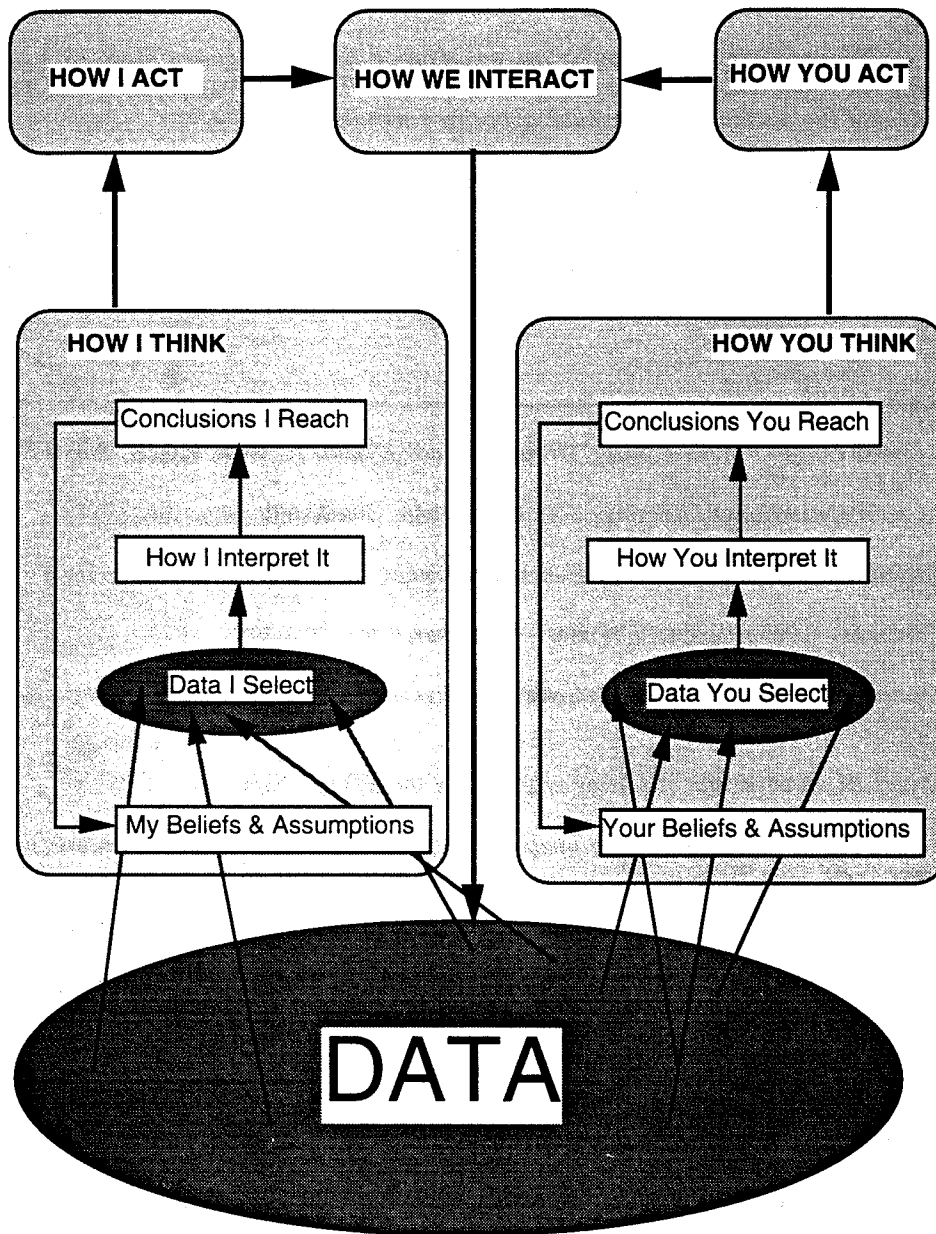 HOW I ACT
HOW WE INTERACT
HOW YOU ACT
HOW I THINK
Conclusions I Reach
How I Interpret It
Data I Select
My Beliefs & Assumptions
HOW YOU THINK
Conclusions You Reach
How You Interpret It
Data You Select
Your Beliefs & Assumptions
DATA